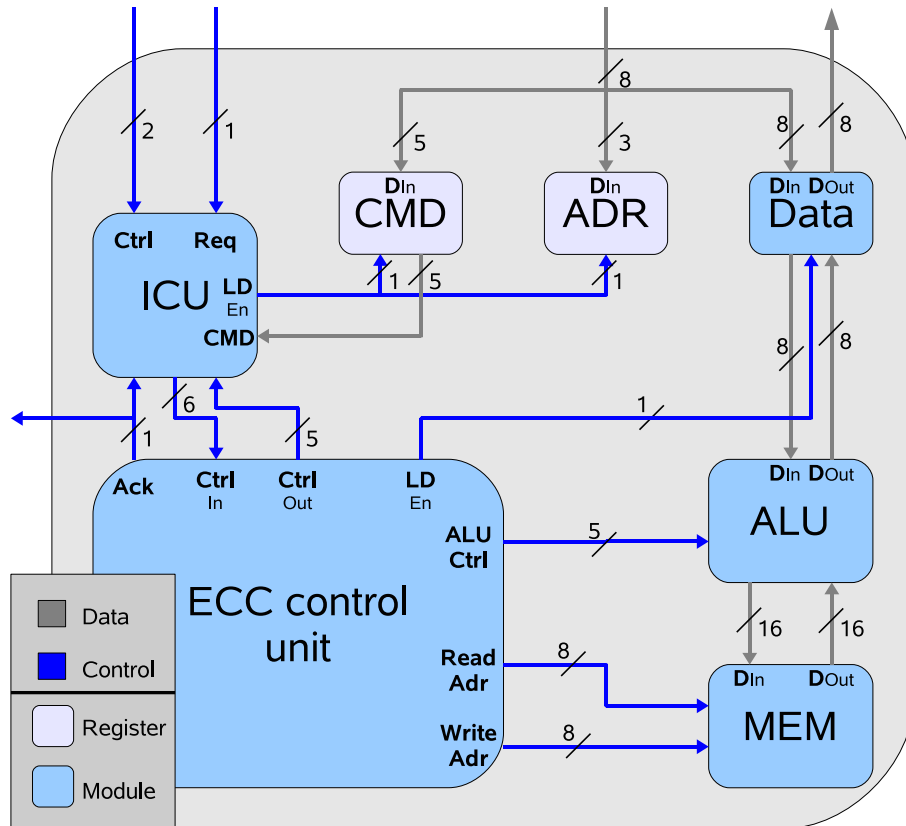 2
1
8
5
3
8
8
DIn
CMD
DIn
ADR
DIn DOut
Data
Ctrl
Req
ICU
LD
En
CMD
1
5
1
8
8
6
1
5
1
Ack
Ctrl
In
Ctrl
Out
LD
En
DIn DOut
ALU
ALU
Ctrl
5
ECC control
unit
16
16
Read
Adr
8
Write
Adr
8
DIn
DOut
MEM
Data
Control
Register
Module